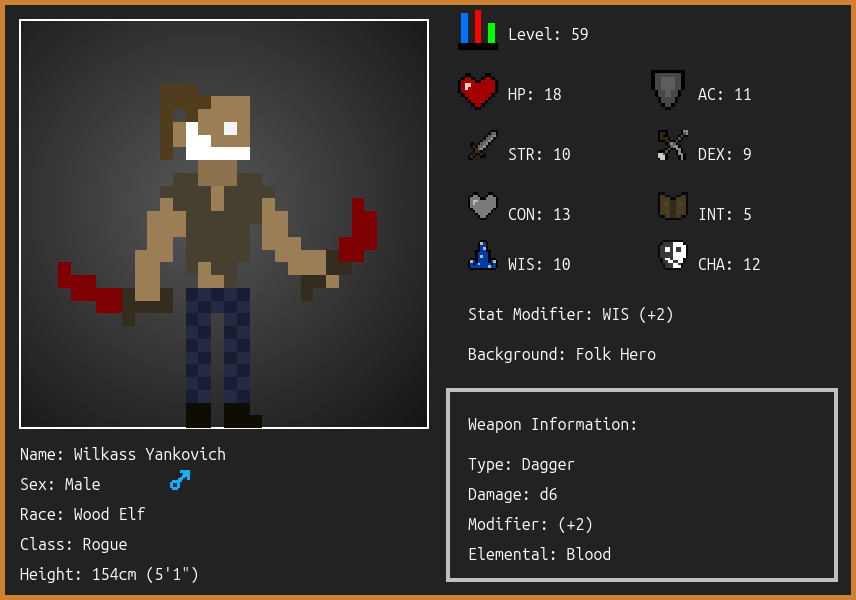 Level: 59
HP: 18
AC: 11
STR: 10
DEX: 9
CON: 13
INT: 5
WIS: 10
CHA: 12
Stat Modifier: WIS (+2)
Background: Folk Hero
Weapon Information:
Type: Dagger
Damage: d6
Modifier: (+2)
Elemental: Blood
Name: Wilkass Yankovich
Sex: Male
Race: Wood Elf
Class: Rogue
Height: 154cm (5'1")